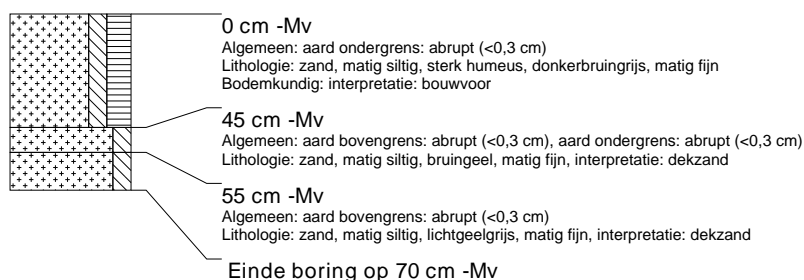 0 cm -Mv
Algemeen: aard ondergrens: abrupt (<0,3 cm)
Lithologie: zand, matig siltig, sterk humeus, donkerbruingrijs, matig fijn
Bodemkundig: interpretatie: bouwvoor
45 cm -Mv
Algemeen: aard bovengrens: abrupt (<0,3 cm), aard ondergrens: abrupt (<0,3 cm)
Lithologie: zand, matig siltig, bruingeel, matig fijn, interpretatie: dekzand
55 cm -Mv
Algemeen: aard bovengrens: abrupt (<0,3 cm)
Lithologie: zand, matig siltig, lichtgeelgrijs, matig fijn, interpretatie: dekzand
Einde boring op 70 cm -Mv